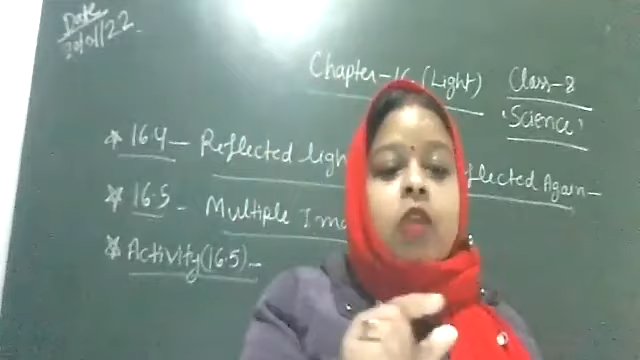 Date
20/01/22
Chapter-16 (Light) Class-8
'Science'
* 16.4 — Reflected flected Again—
* 16.5 - Multiple Ima
* Activity (16.5) —